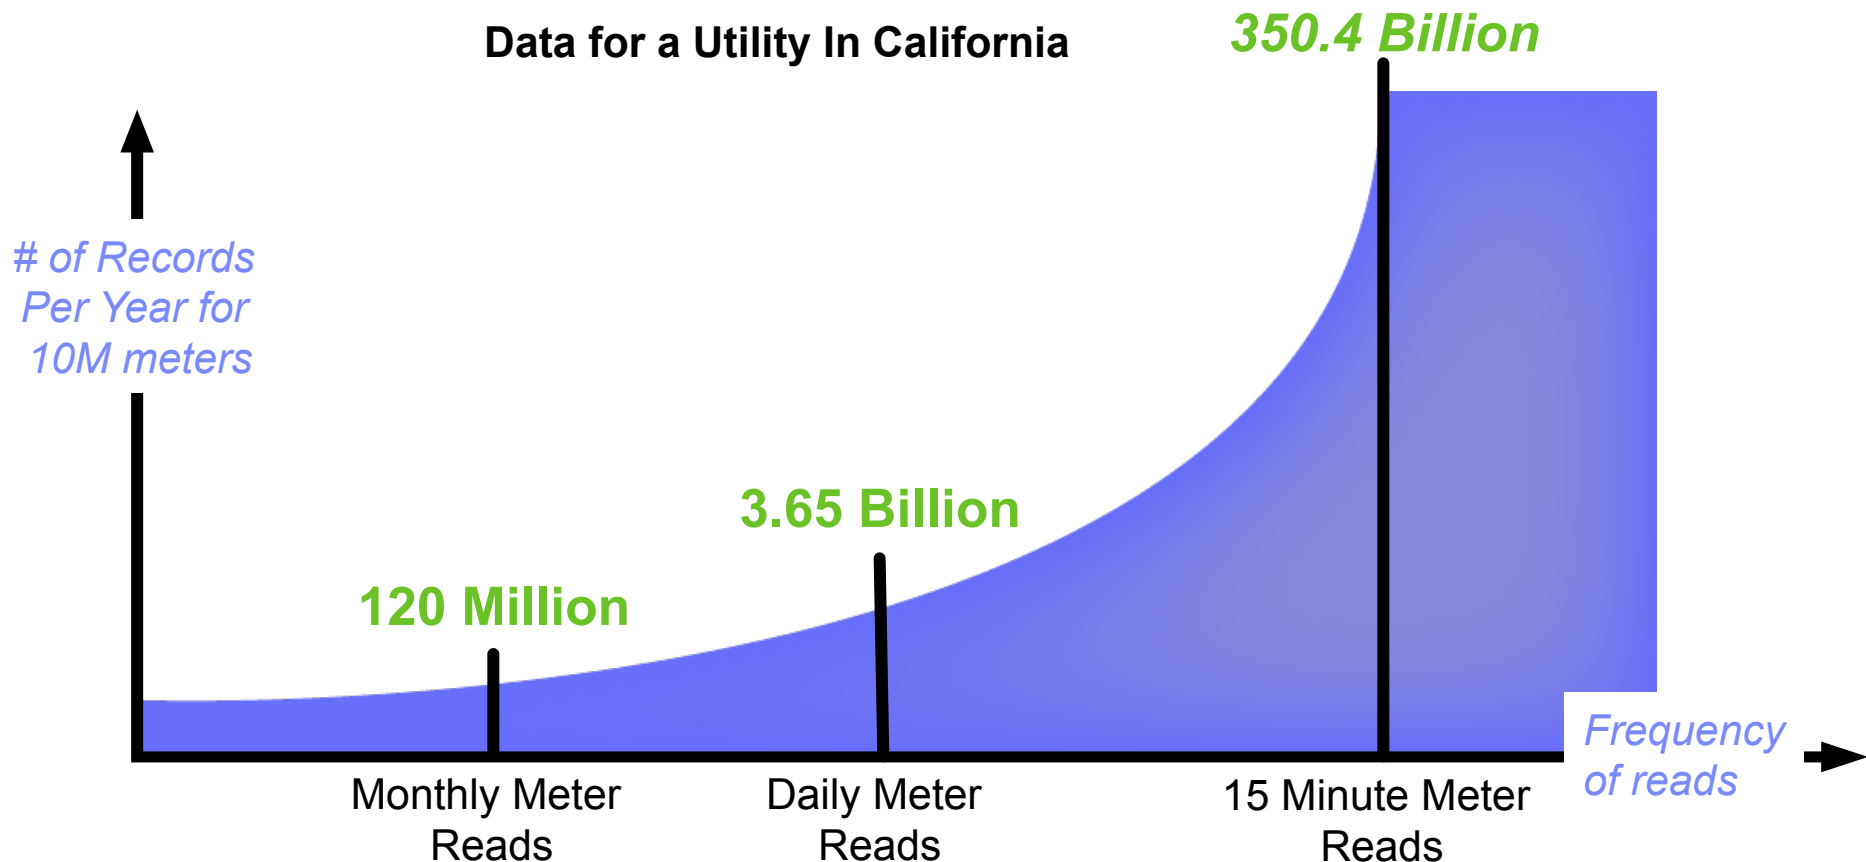 Data for a Utility In California
350.4 Billion
# of Records
Per Year for
10M meters
3.65 Billion
120 Million
Frequency
of reads
Monthly Meter
Reads
Daily Meter
Reads
15 Minute Meter
Reads